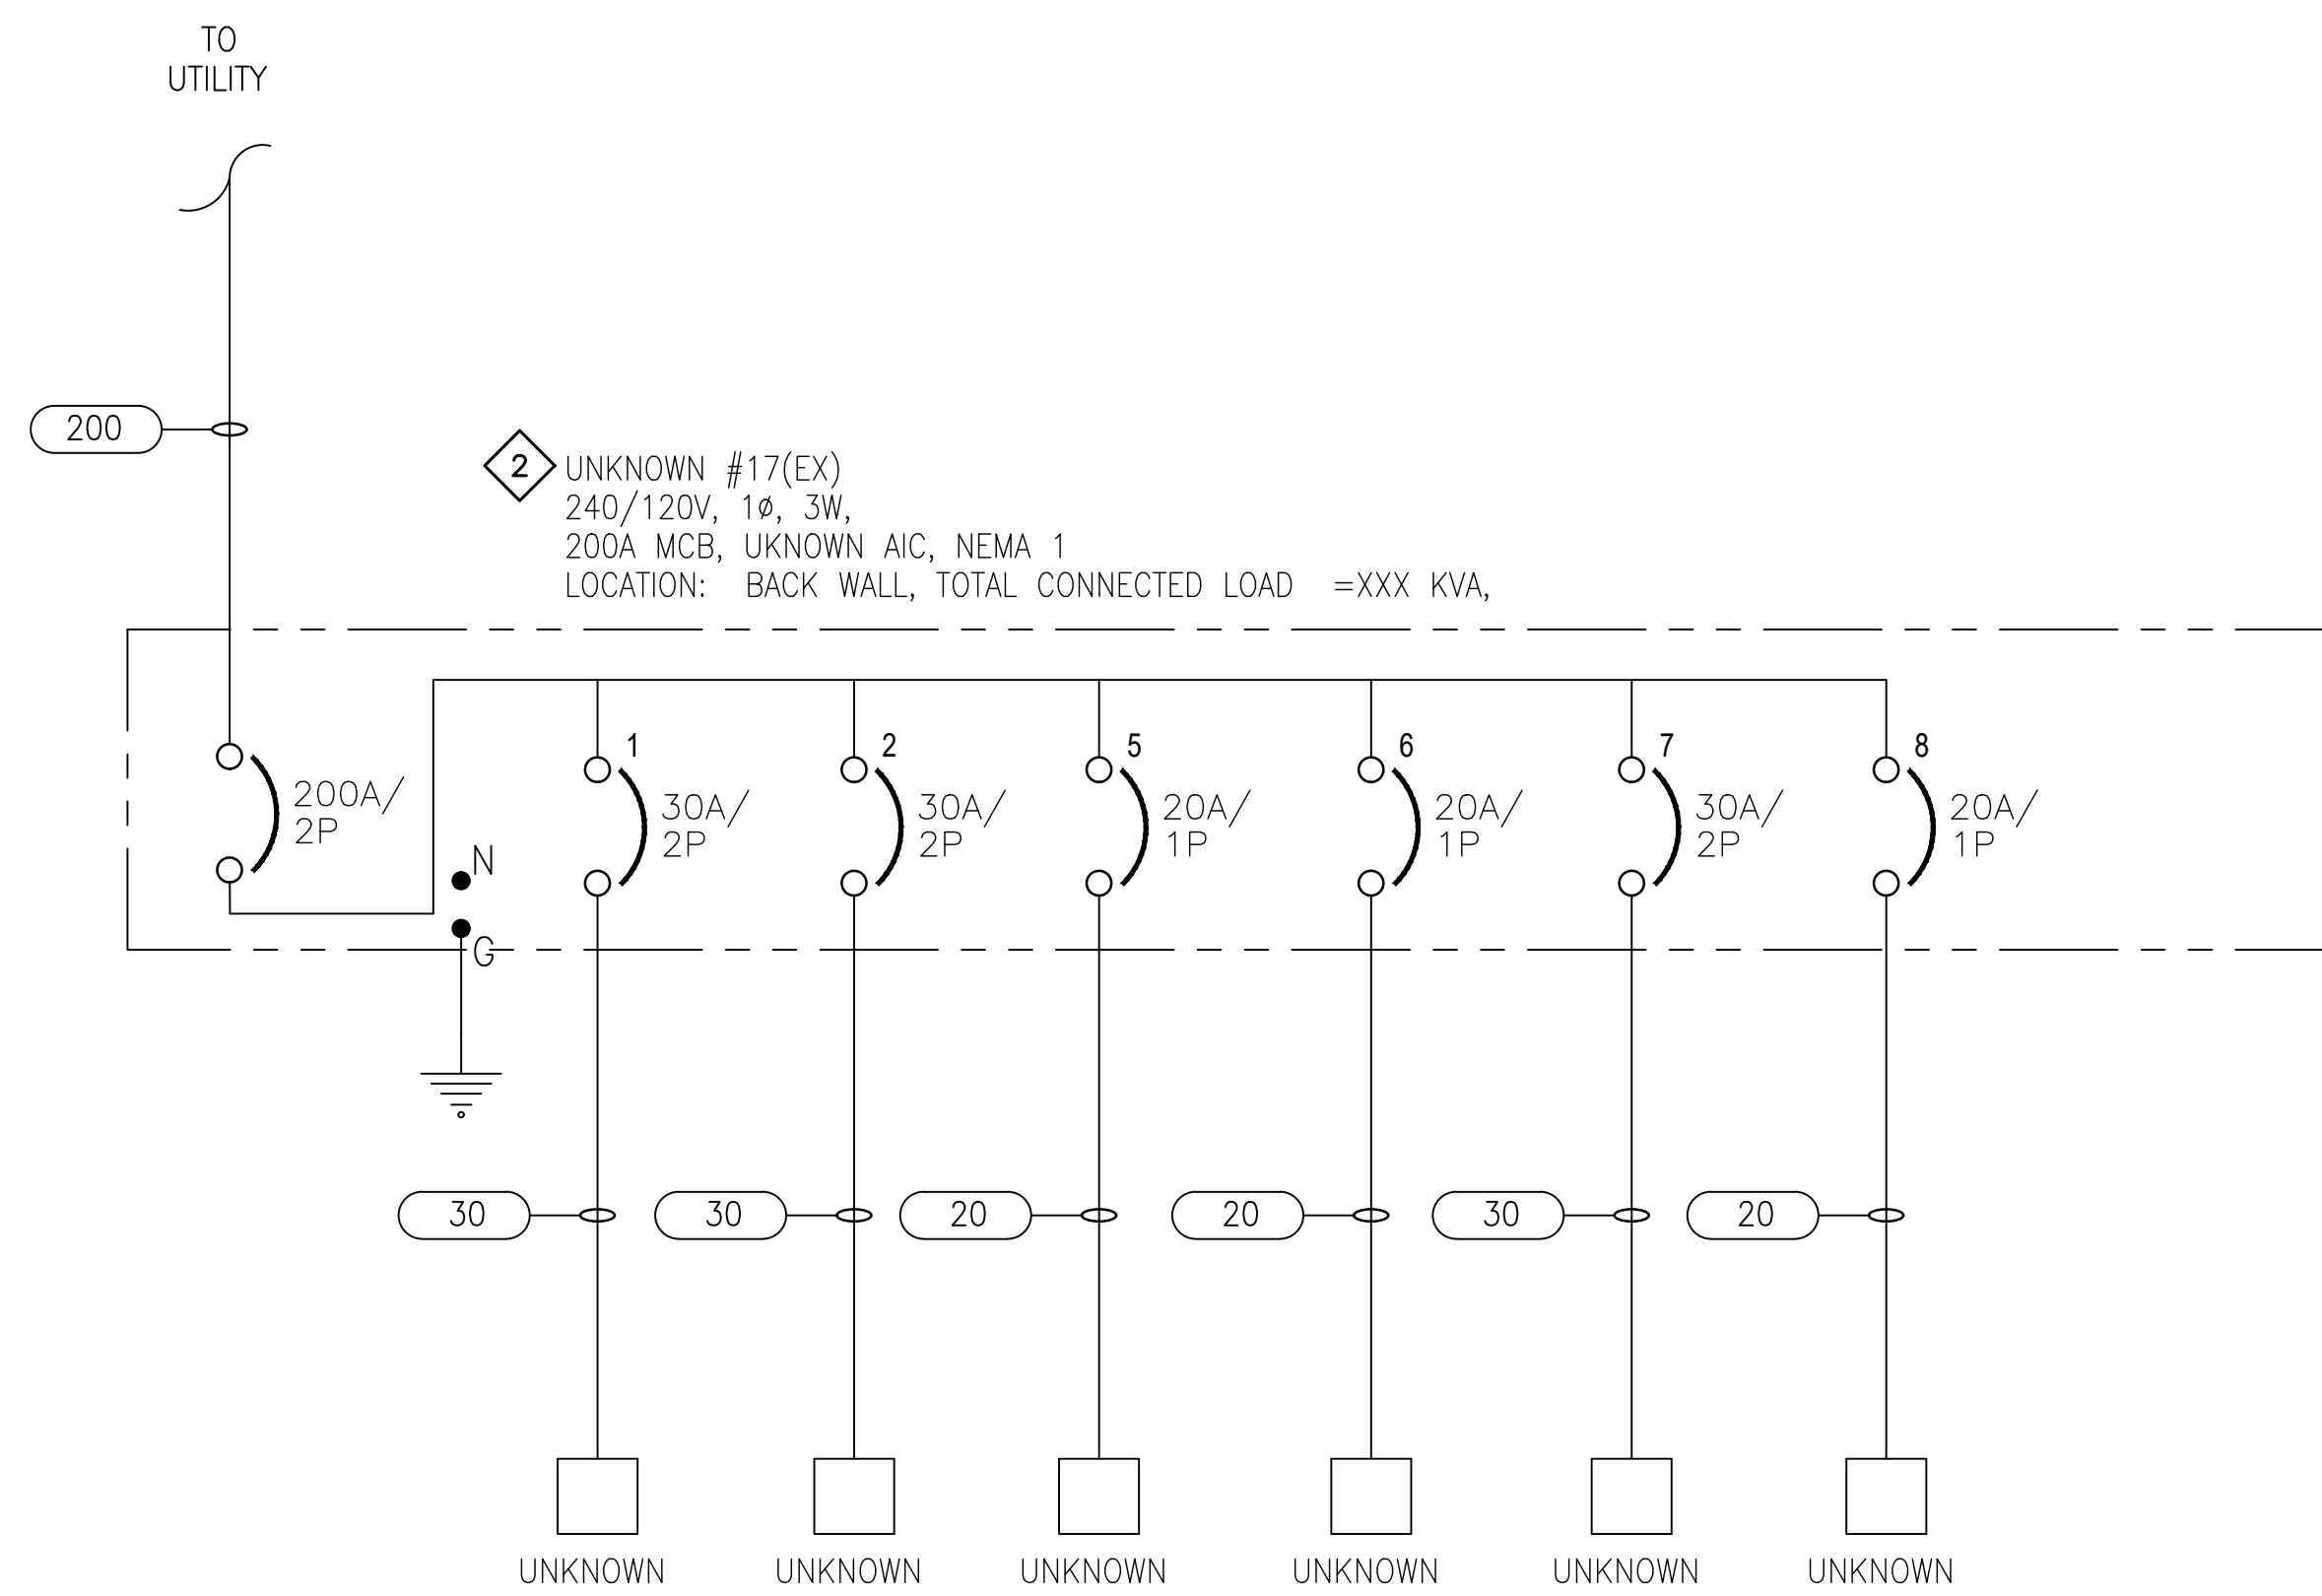 TO
UTILITY
200
2
UNKNOWN #17(EX)
240/120V, 1ø, 3W,
200A MCB, UKNOWN AIC, NEMA 1
LOCATION: BACK WALL, TOTAL CONNECTED LOAD =XXX KVA,
200A/
2P
N
G
1
30A/
2P
2
30A/
2P
5
20A/
1P
6
20A/
1P
7
30A/
2P
8
20A/
1P
30
30
20
20
30
20
UNKNOWN
UNKNOWN
UNKNOWN
UNKNOWN
UNKNOWN
UNKNOWN